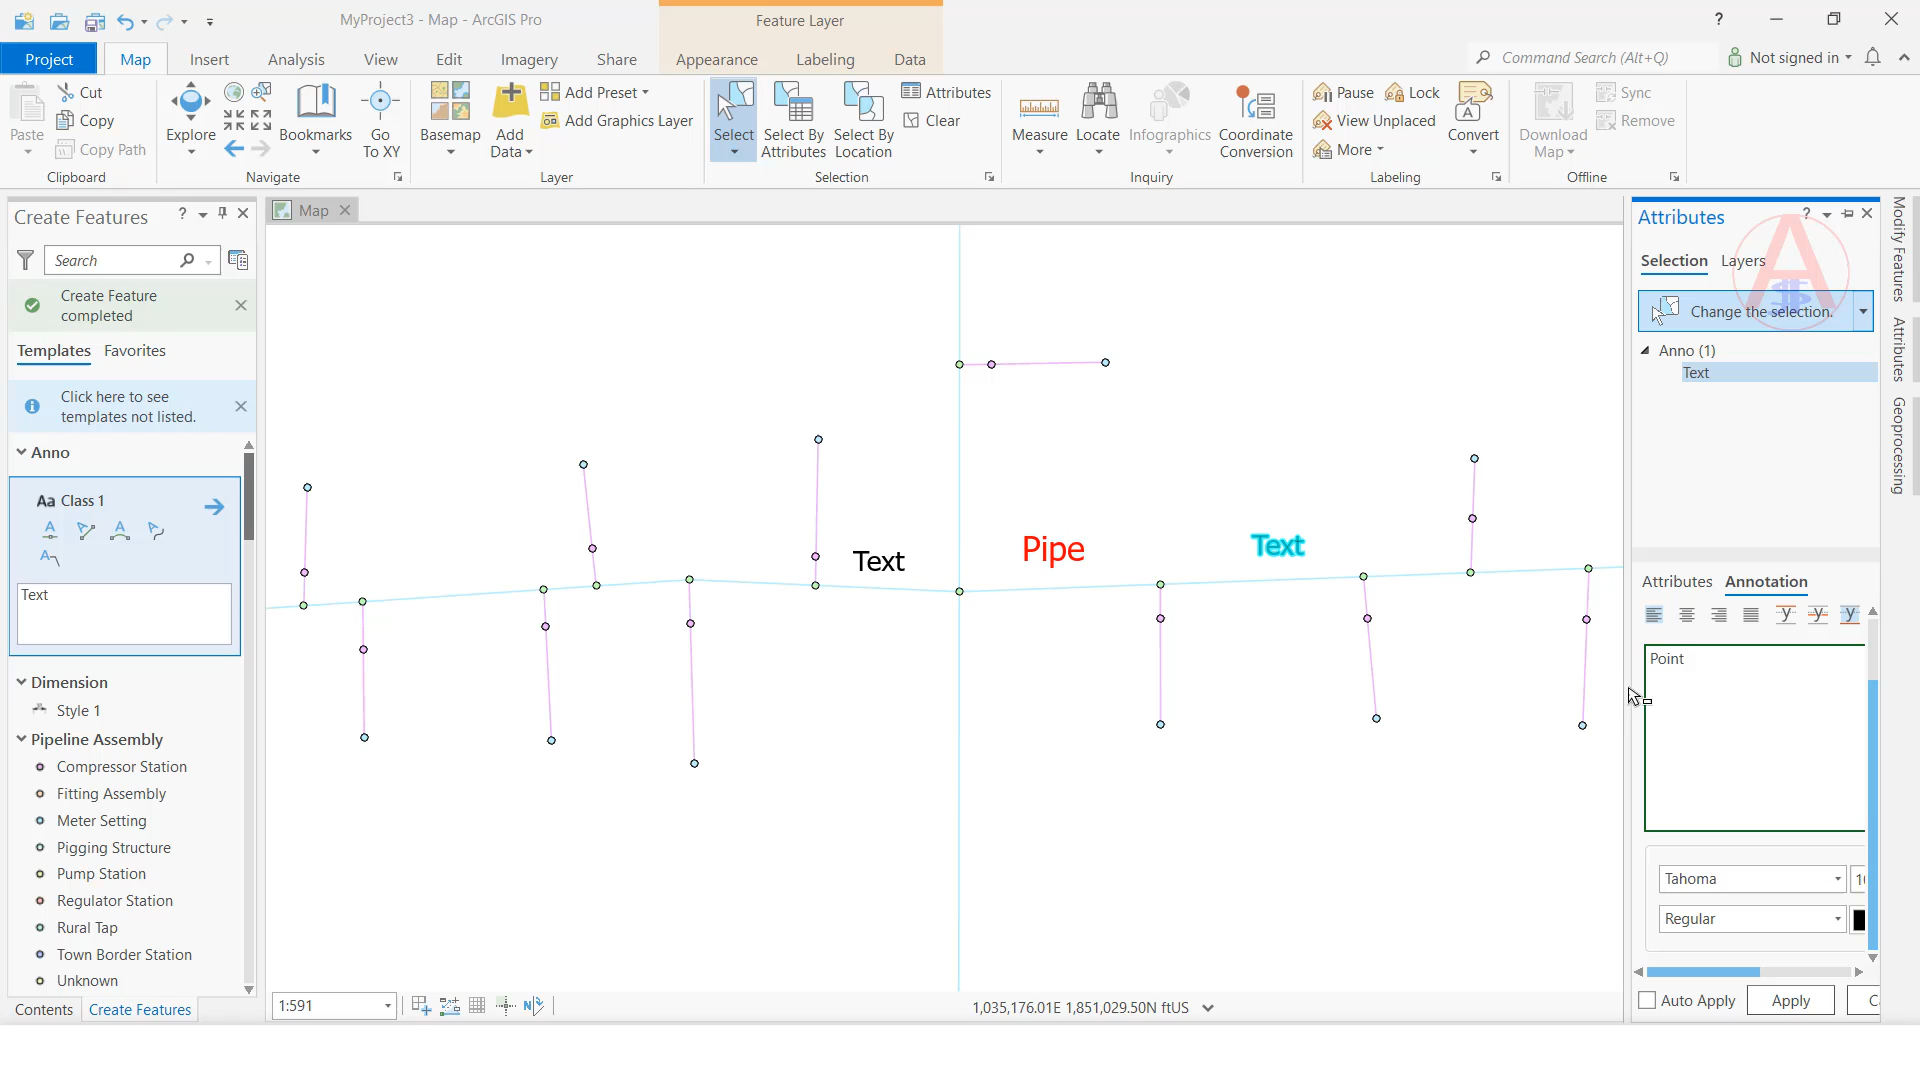 MyProject3 - Map - ArcGIS Pro
Feature Layer
?
Project
Map
Insert
Analysis
View
Edit
Imagery
Share
Appearance
Labeling
Data
Command Search (Alt+Q)
Not signed in
Paste
Cut
Copy
Copy Path
Clipboard
Explore
Bookmarks
Go
To XY
Navigate
Basemap
Add
Data
Add Preset
Add Graphics Layer
Layer
Select
Select By
Attributes
Select By
Location
Attributes
Clear
Selection
Measure
Locate
Infographics
Coordinate
Conversion
Inquiry
Pause
Lock
View Unplaced
More
Convert
Labeling
Download
Map
Sync
Remove
Offline
Create Features
?
Search
Create Feature
completed
Templates
Favorites
Click here to see
templates not listed.
Anno
Aa Class 1
Text
Dimension
Style 1
Pipeline Assembly
Compressor Station
Fitting Assembly
Meter Setting
Pigging Structure
Pump Station
Regulator Station
Rural Tap
Town Border Station
Unknown
Contents
Create Features
Map
Text
Pipe
Text
1:591
1,035,176.01E 1,851,029.50N ftUS
Attributes
?
Selection
Layers
Change the selection.
Anno (1)
Text
Attributes
Annotation
Point
Tahoma
Regular
Auto Apply
Apply
Modify Features
Attributes
Geoprocessing